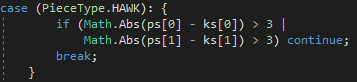 case (PieceType.HAWK): {
if (Math.Abs(ps[0] - ks[0]) > 3 |
Math.Abs(ps[1] - ks[1]) > 3) continue;
break;
}